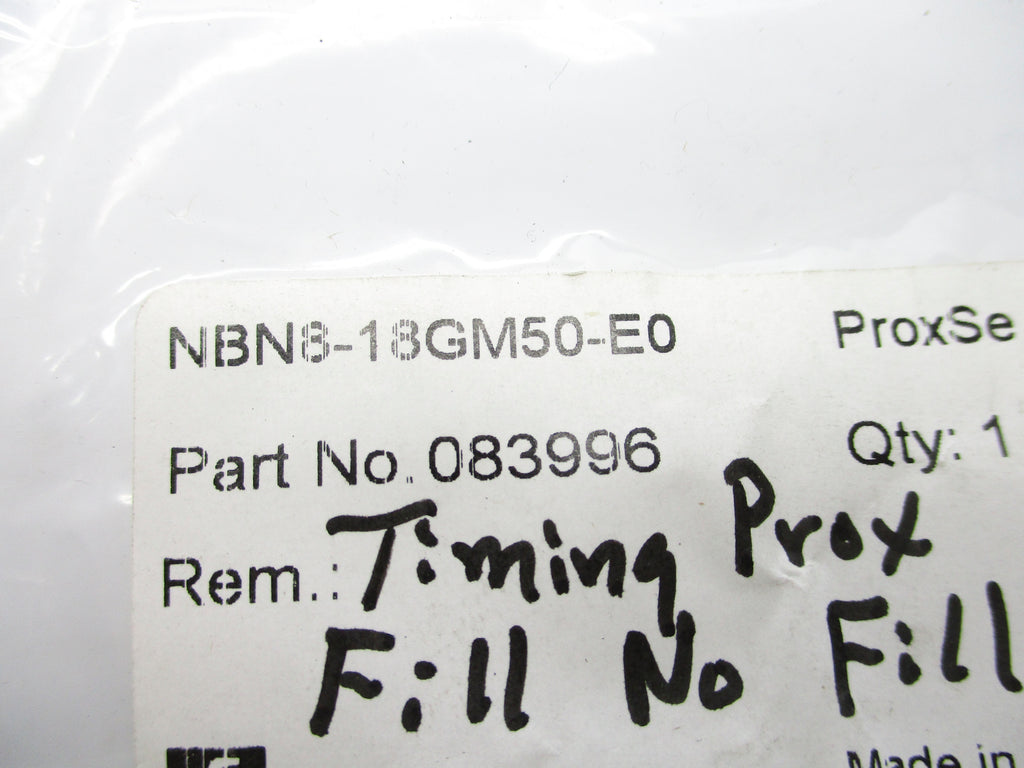 NBN8-18GM50-E0 ProxSe
Part No. 083996 Qty: 1
Rem.: Timing Prox
Fill No Fill
Made in